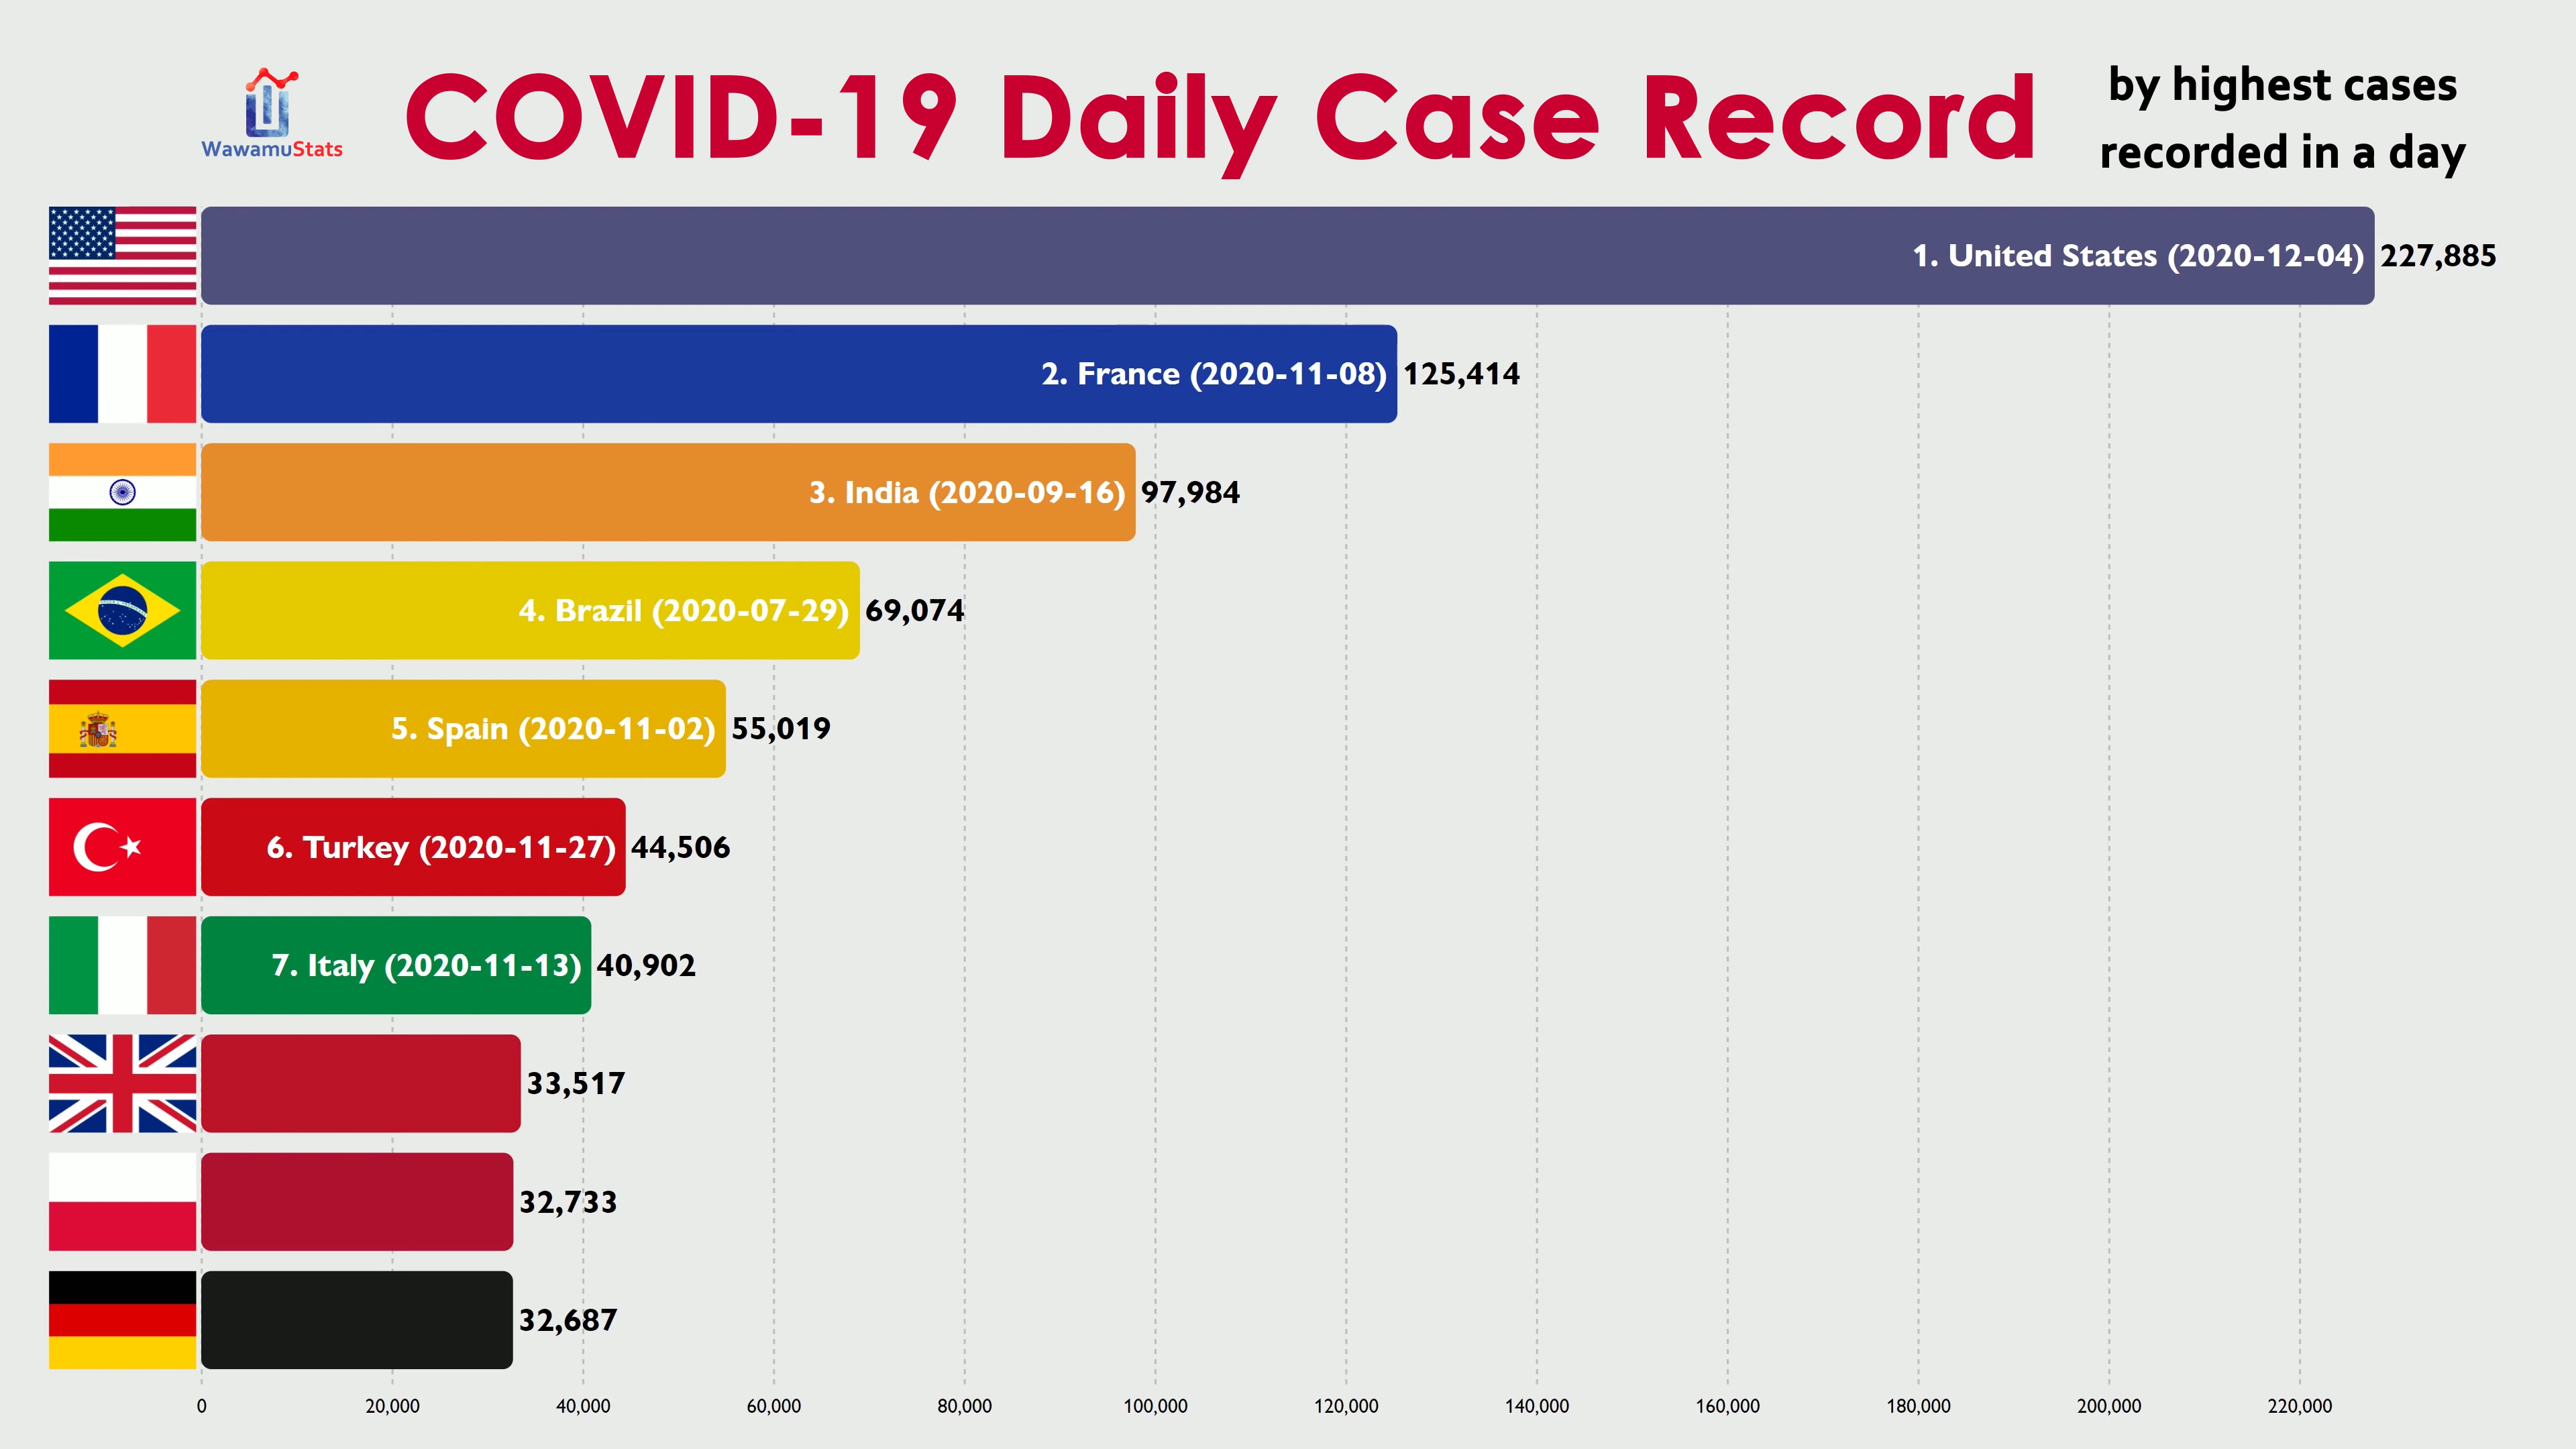 WawamuStats
COVID-19 Daily Case Record
by highest cases
recorded in a day
1. United States (2020-12-04) 227,885
2. France (2020-11-08) 125,414
3. India (2020-09-16) 97,984
4. Brazil (2020-07-29) 69,074
5. Spain (2020-11-02) 55,019
6. Turkey (2020-11-27) 44,506
7. Italy (2020-11-13) 40,902
33,517
32,733
32,687
0 20,000 40,000 60,000 80,000 100,000 120,000 140,000 160,000 180,000 200,000 220,000